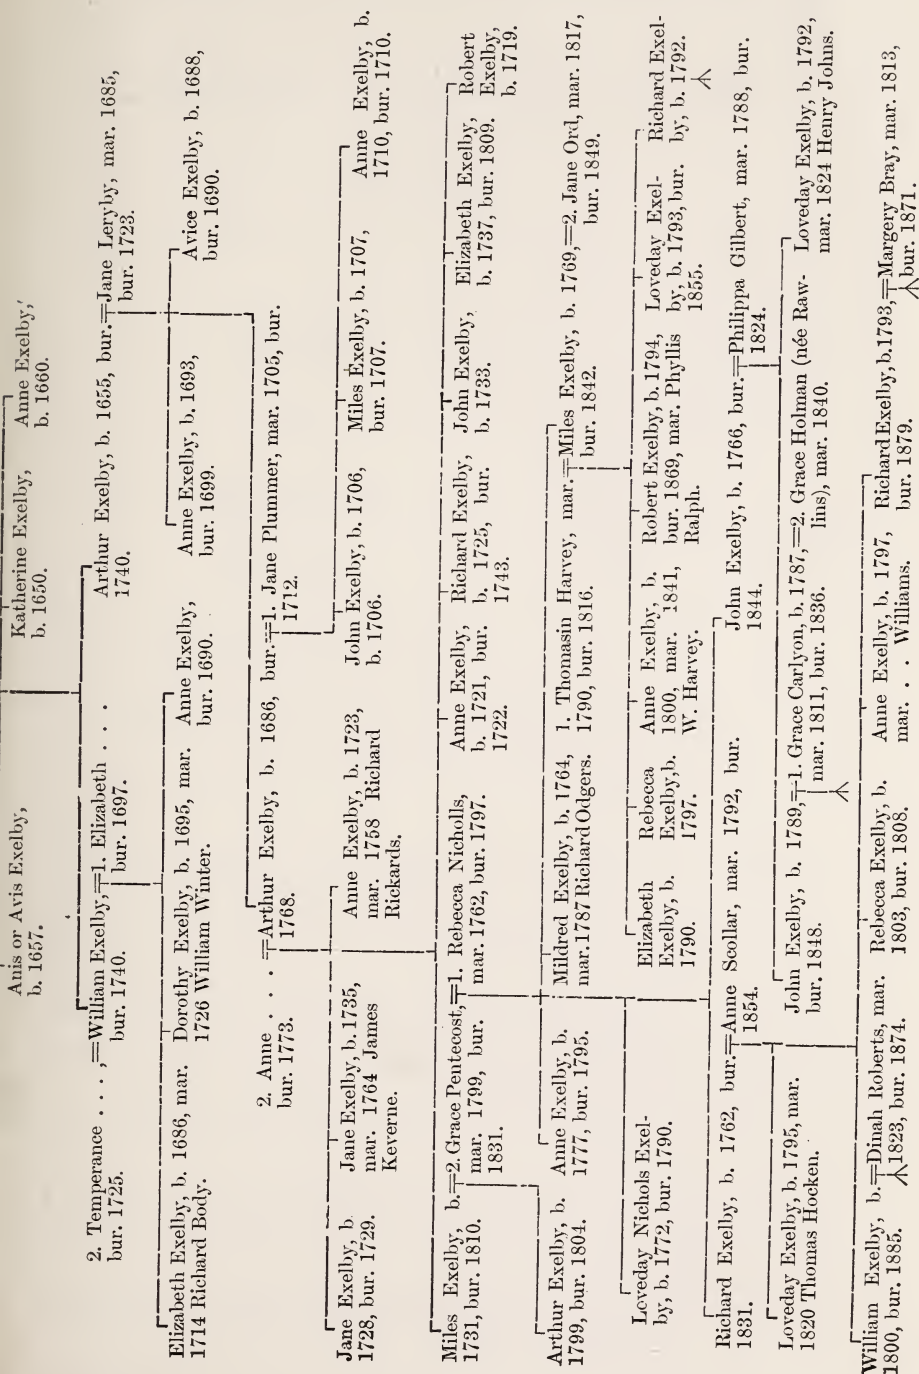 Anis or Avis Exelby,
b. 1657.
Katherine Exelby,
b. 1650.
Anne Exelby,
b. 1660.
2. Temperance . . . ,=William Exelby,=1. Elizabeth . . .
bur. 1725.
bur. 1740.
bur. 1697.
Arthur Exelby, b. 1655, bur.=Jane Leryby, mar. 1685,
1740.
bur. 1723.
Elizabeth Exelby, b. 1686, mar.
1714 Richard Body.
Dorothy Exelby, b. 1695, mar.
1726 William Winter.
Anne Exelby,
bur. 1690.
Anne Exelby, b. 1693,
bur. 1699.
Avice Exelby, b. 1688,
bur. 1690.
2. Anne . . . =Arthur Exelby, b. 1686, bur.=1. Jane Plummer, mar. 1705, bur.
bur. 1773.
1768.
1712.
Jane Exelby, b.
1728, bur. 1729.
Jane Exelby, b. 1735,
mar. 1764 James
Keverne.
Anne Exelby, b. 1723,
mar. 1758 Richard
Rickards.
John Exelby, b. 1706,
b. 1706.
Miles Exelby, b. 1707,
bur. 1707.
Anne Exelby, b.
1710, bur. 1710.
Miles Exelby, b.=2. Grace Pentecost,=1. Rebecca Nicholls,
1731, bur. 1810.
mar. 1799, bur.
1831.
mar. 1762, bur. 1797.
Anne Exelby,
b. 1721, bur.
1722.
Richard Exelby,
b. 1725, bur.
1743.
John Exelby,
b. 1733.
Elizabeth Exelby,
b. 1737, bur. 1809.
Robert
Exelby,
b. 1719.
Arthur Exelby, b.
1799, bur. 1804.
Anne Exelby, b.
1777, bur. 1795.
Mildred Exelby, b. 1764,
mar. 1787 Richard Odgers.
1. Thomasin Harvey, mar.=Miles Exelby, b. 1769,=2. Jane Ord, mar. 1817,
1790, bur. 1816.
bur. 1842.
bur. 1849.
Loveday Nichols Exel-
by, b. 1772, bur. 1790.
Elizabeth
Exelby, b.
1790.
Rebecca
Exelby, b.
1797.
Anne Exelby, b.
1800, mar. 1841,
W. Harvey.
Robert Exelby, b. 1794,
bur. 1869, mar. Phyllis
Ralph.
Loveday Exel-
by, b. 1793, bur.
1855.
Richard Exel-
by, b. 1792.
Richard Exelby, b. 1762, bur.=Anne Scollar, mar. 1792, bur.
1831.
1854.
John Exelby, b. 1766, bur.=Philippa Gilbert, mar. 1788, bur.
1844.
1824.
Loveday Exelby, b. 1795, mar.
1820 Thomas Hocken.
John Exelby, b. 1789,=1. Grace Carlyon, b. 1787,=2. Grace Holman (née Raw-
bur. 1848.
mar. 1811, bur. 1836.
lins), mar. 1840.
Loveday Exelby, b. 1792,
mar. 1824 Henry Johns.
William Exelby, b.=Dinah Roberts, mar.
1800, bur. 1885.
1823, bur. 1874.
Rebecca Exelby, b.
1803, bur. 1808.
Anne Exelby, b. 1797,
mar. . . Williams.
Richard Exelby, b. 1793,=Margery Bray, mar. 1813,
bur. 1879.
bur. 1871.